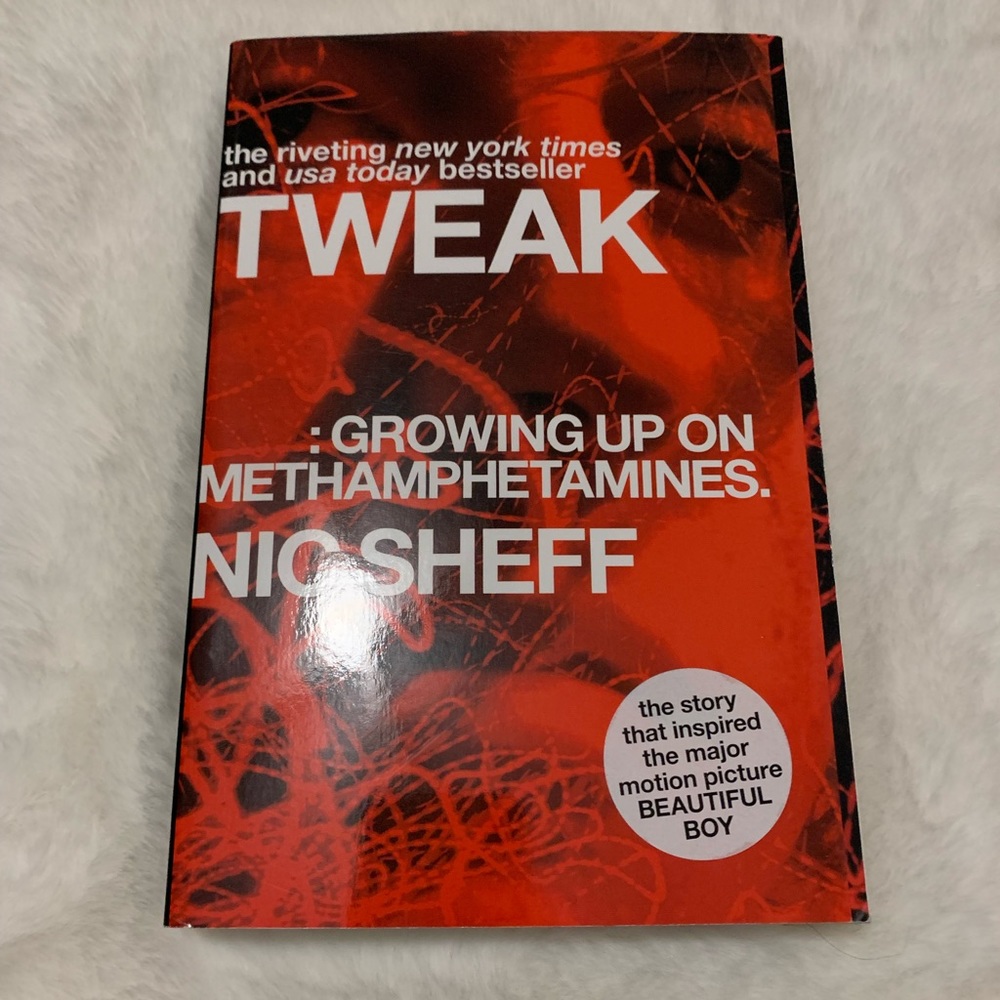 the riveting new york times
and usa today bestseller
TWEAK
: GROWING UP ON
METHAMPHETAMINES.
NIC SHEFF
the story
that inspired
the major
motion picture
BEAUTIFUL
BOY